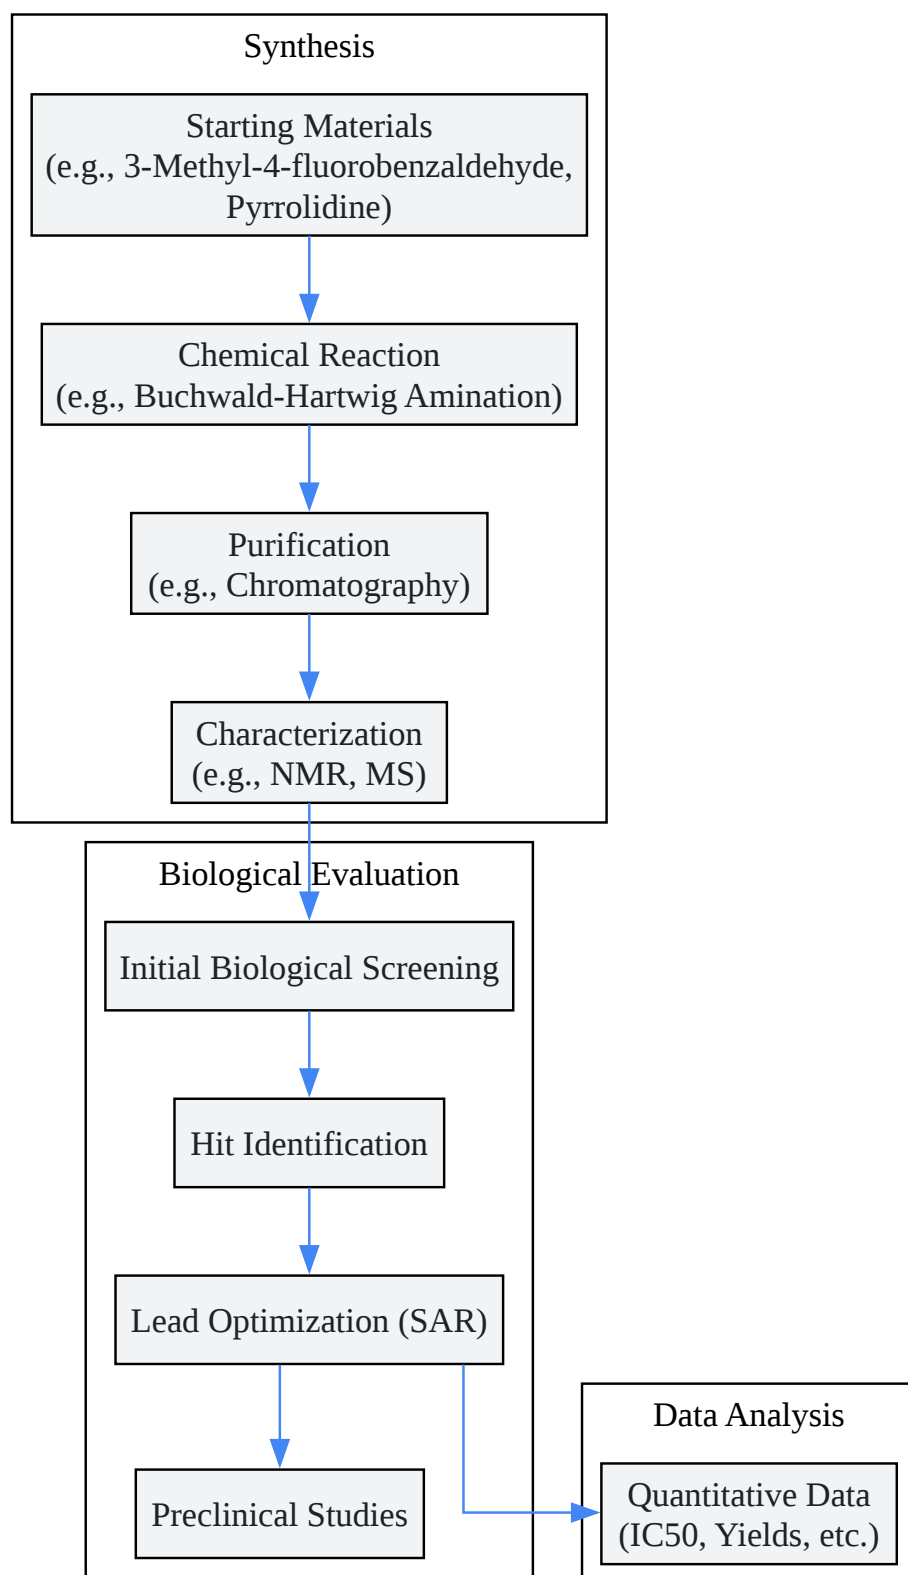 Synthesis
Starting Materials
(e.g., 3-Methyl-4-fluorobenzaldehyde,
Pyrrolidine)
Chemical Reaction
(e.g., Buchwald-Hartwig Amination)
Purification
(e.g., Chromatography)
Characterization
(e.g., NMR, MS)
Biological Evaluation
Initial Biological Screening
Hit Identification
Lead Optimization (SAR)
Preclinical Studies
Data Analysis
Quantitative Data
(IC50, Yields, etc.)